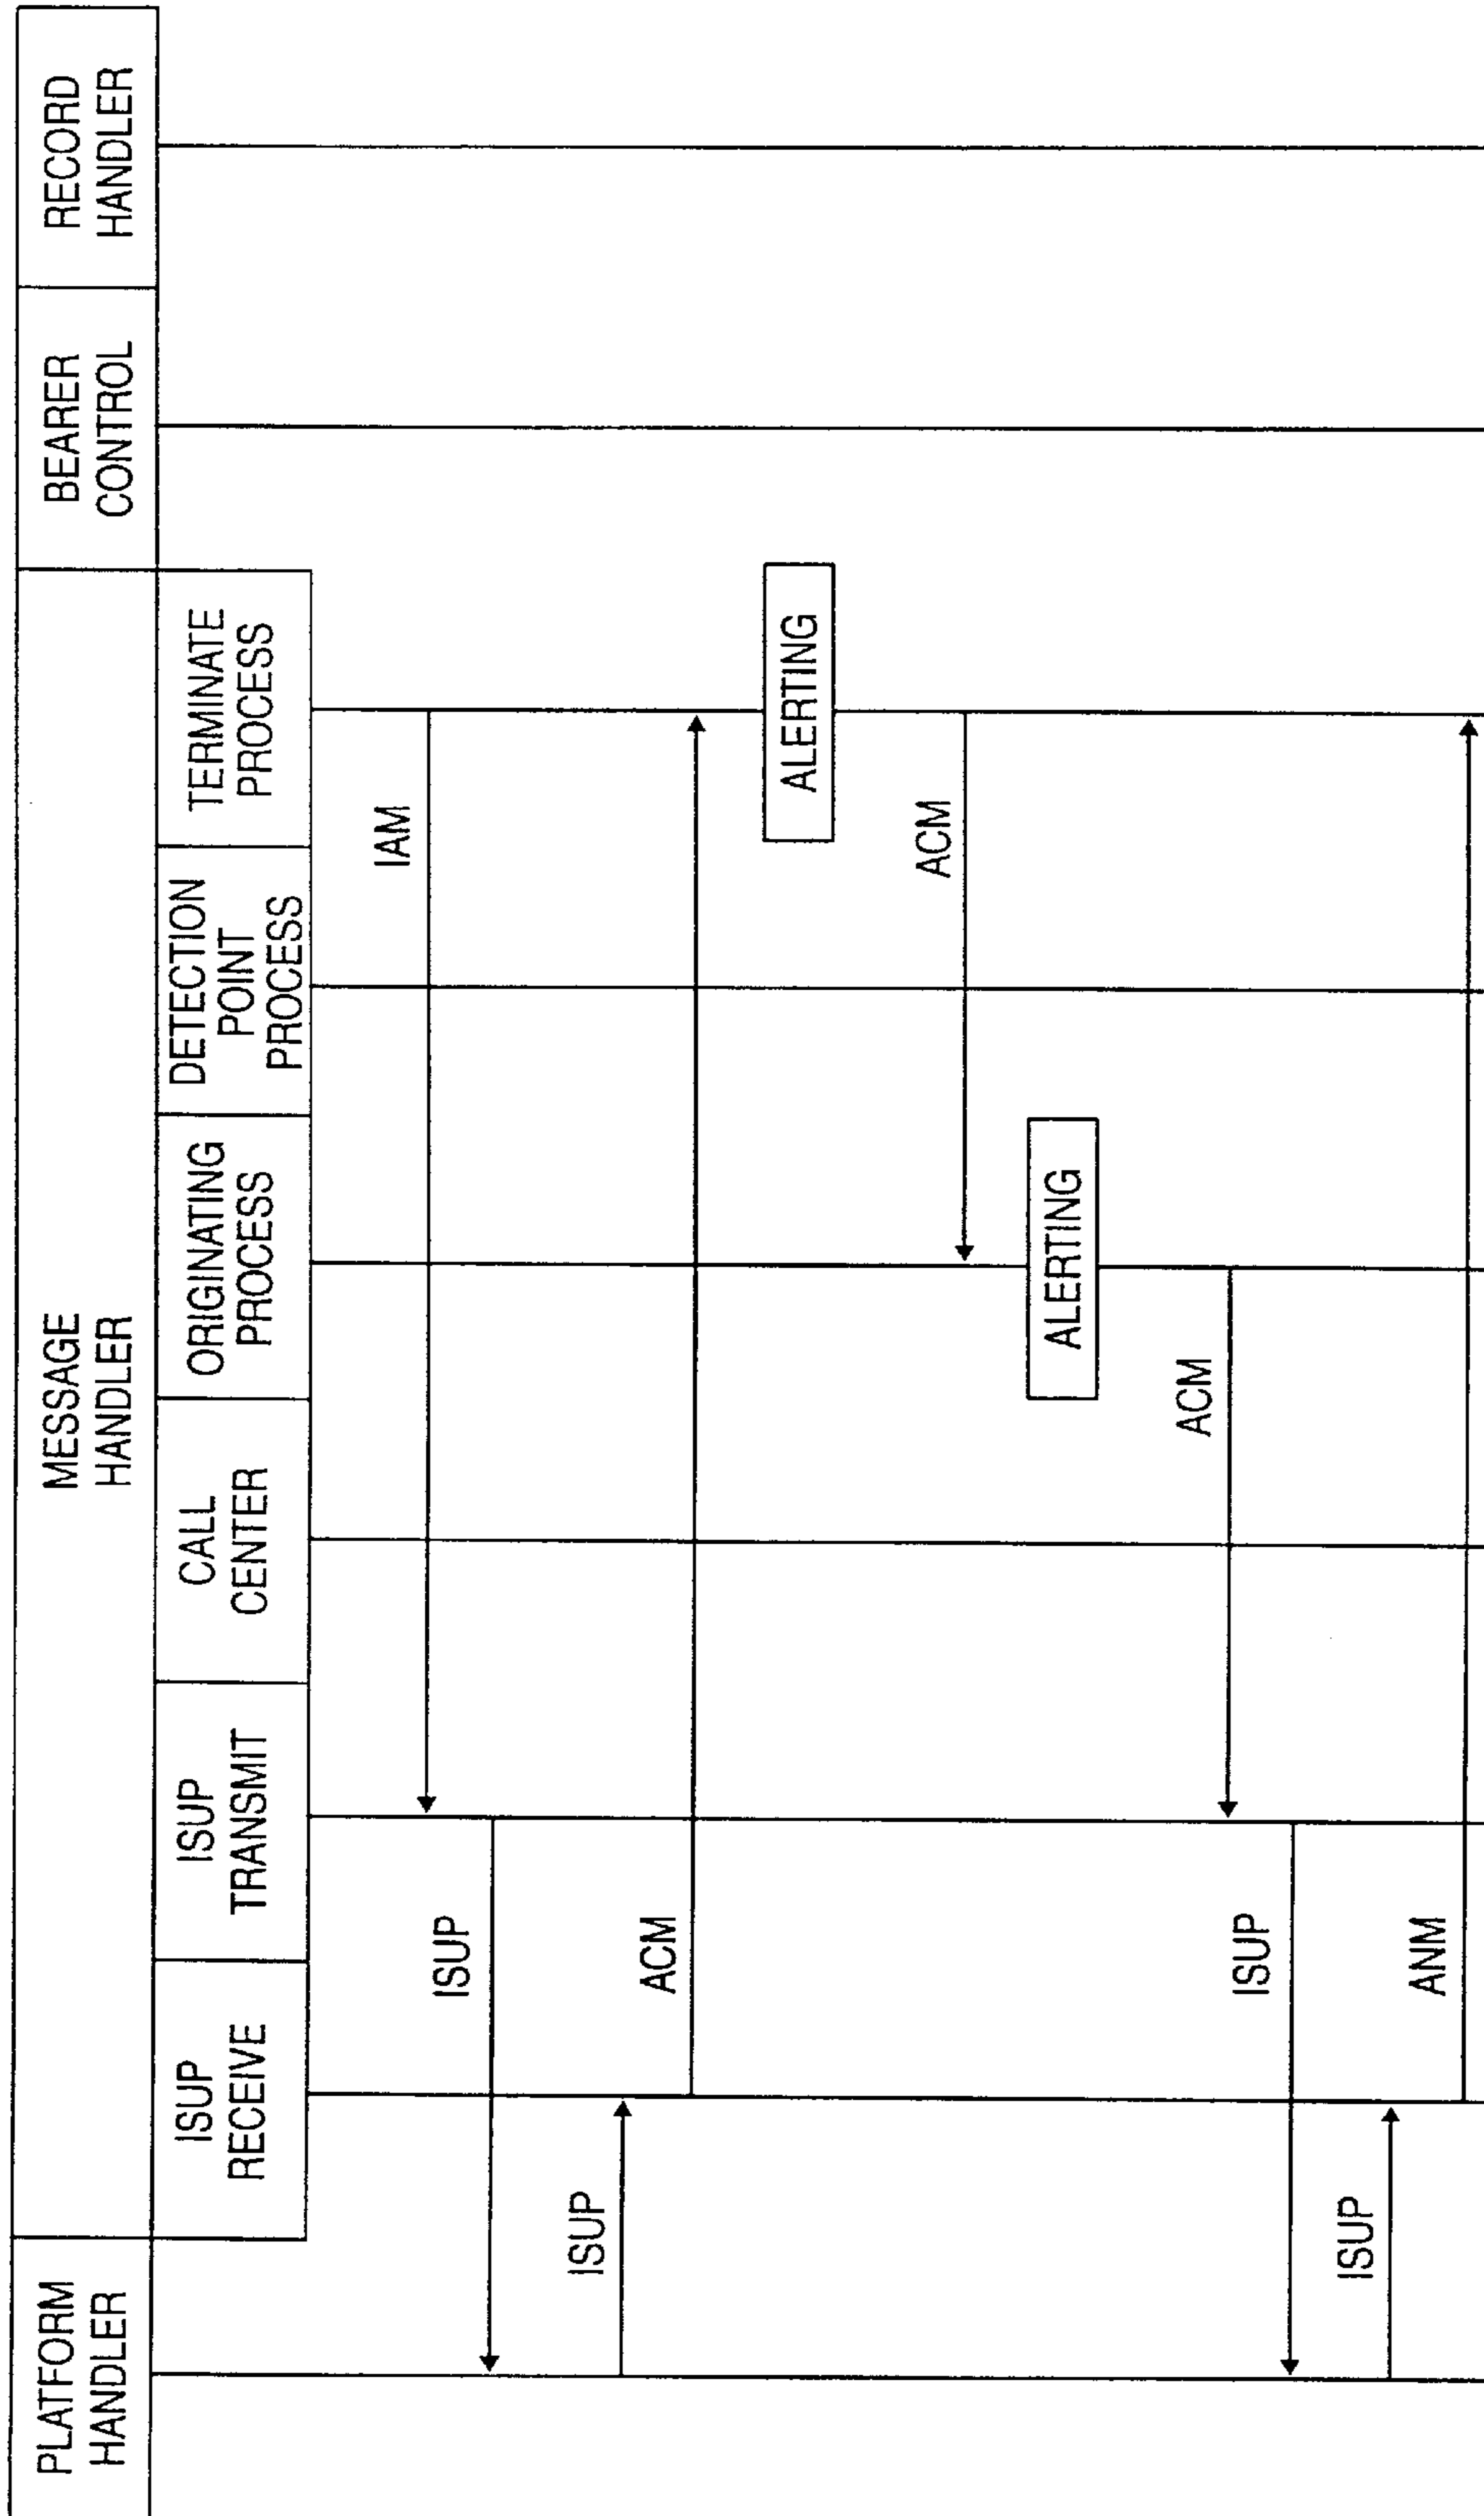 PLATFORM
HANDLER
MESSAGE
HANDLER
BEARER
CONTROL
RECORD
HANDLER
ISUP
RECEIVE
ISUP
TRANSMIT
CALL
CENTER
ORIGINATING
PROCESS
DETECTION
POINT
PROCESS
TERMINATE
PROCESS
IAM
ISUP
ISUP
ACM
ALERTING
ACM
ALERTING
ACM
ISUP
ISUP
ANM